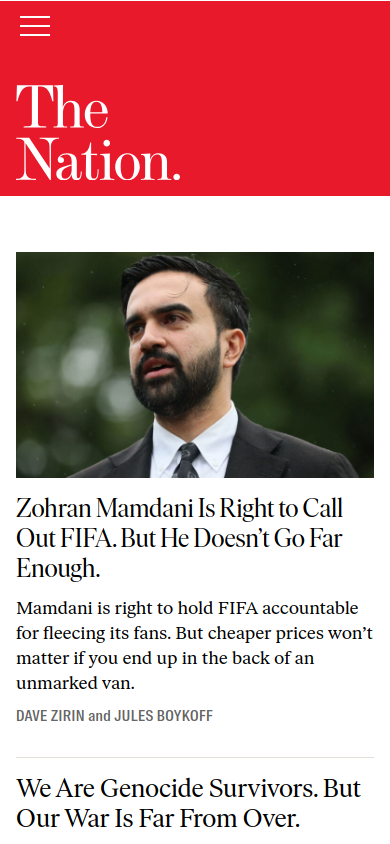 The
Nation.
Zohran Mamdani Is Right to Call
Out FIFA. But He Doesn’t Go Far
Enough.
Mamdani is right to hold FIFA accountable
for fleecing its fans. But cheaper prices won’t
matter if you end up in the back of an
unmarked van.
DAVE ZIRIN and JULES BOYKOFF
We Are Genocide Survivors. But
Our War Is Far From Over.